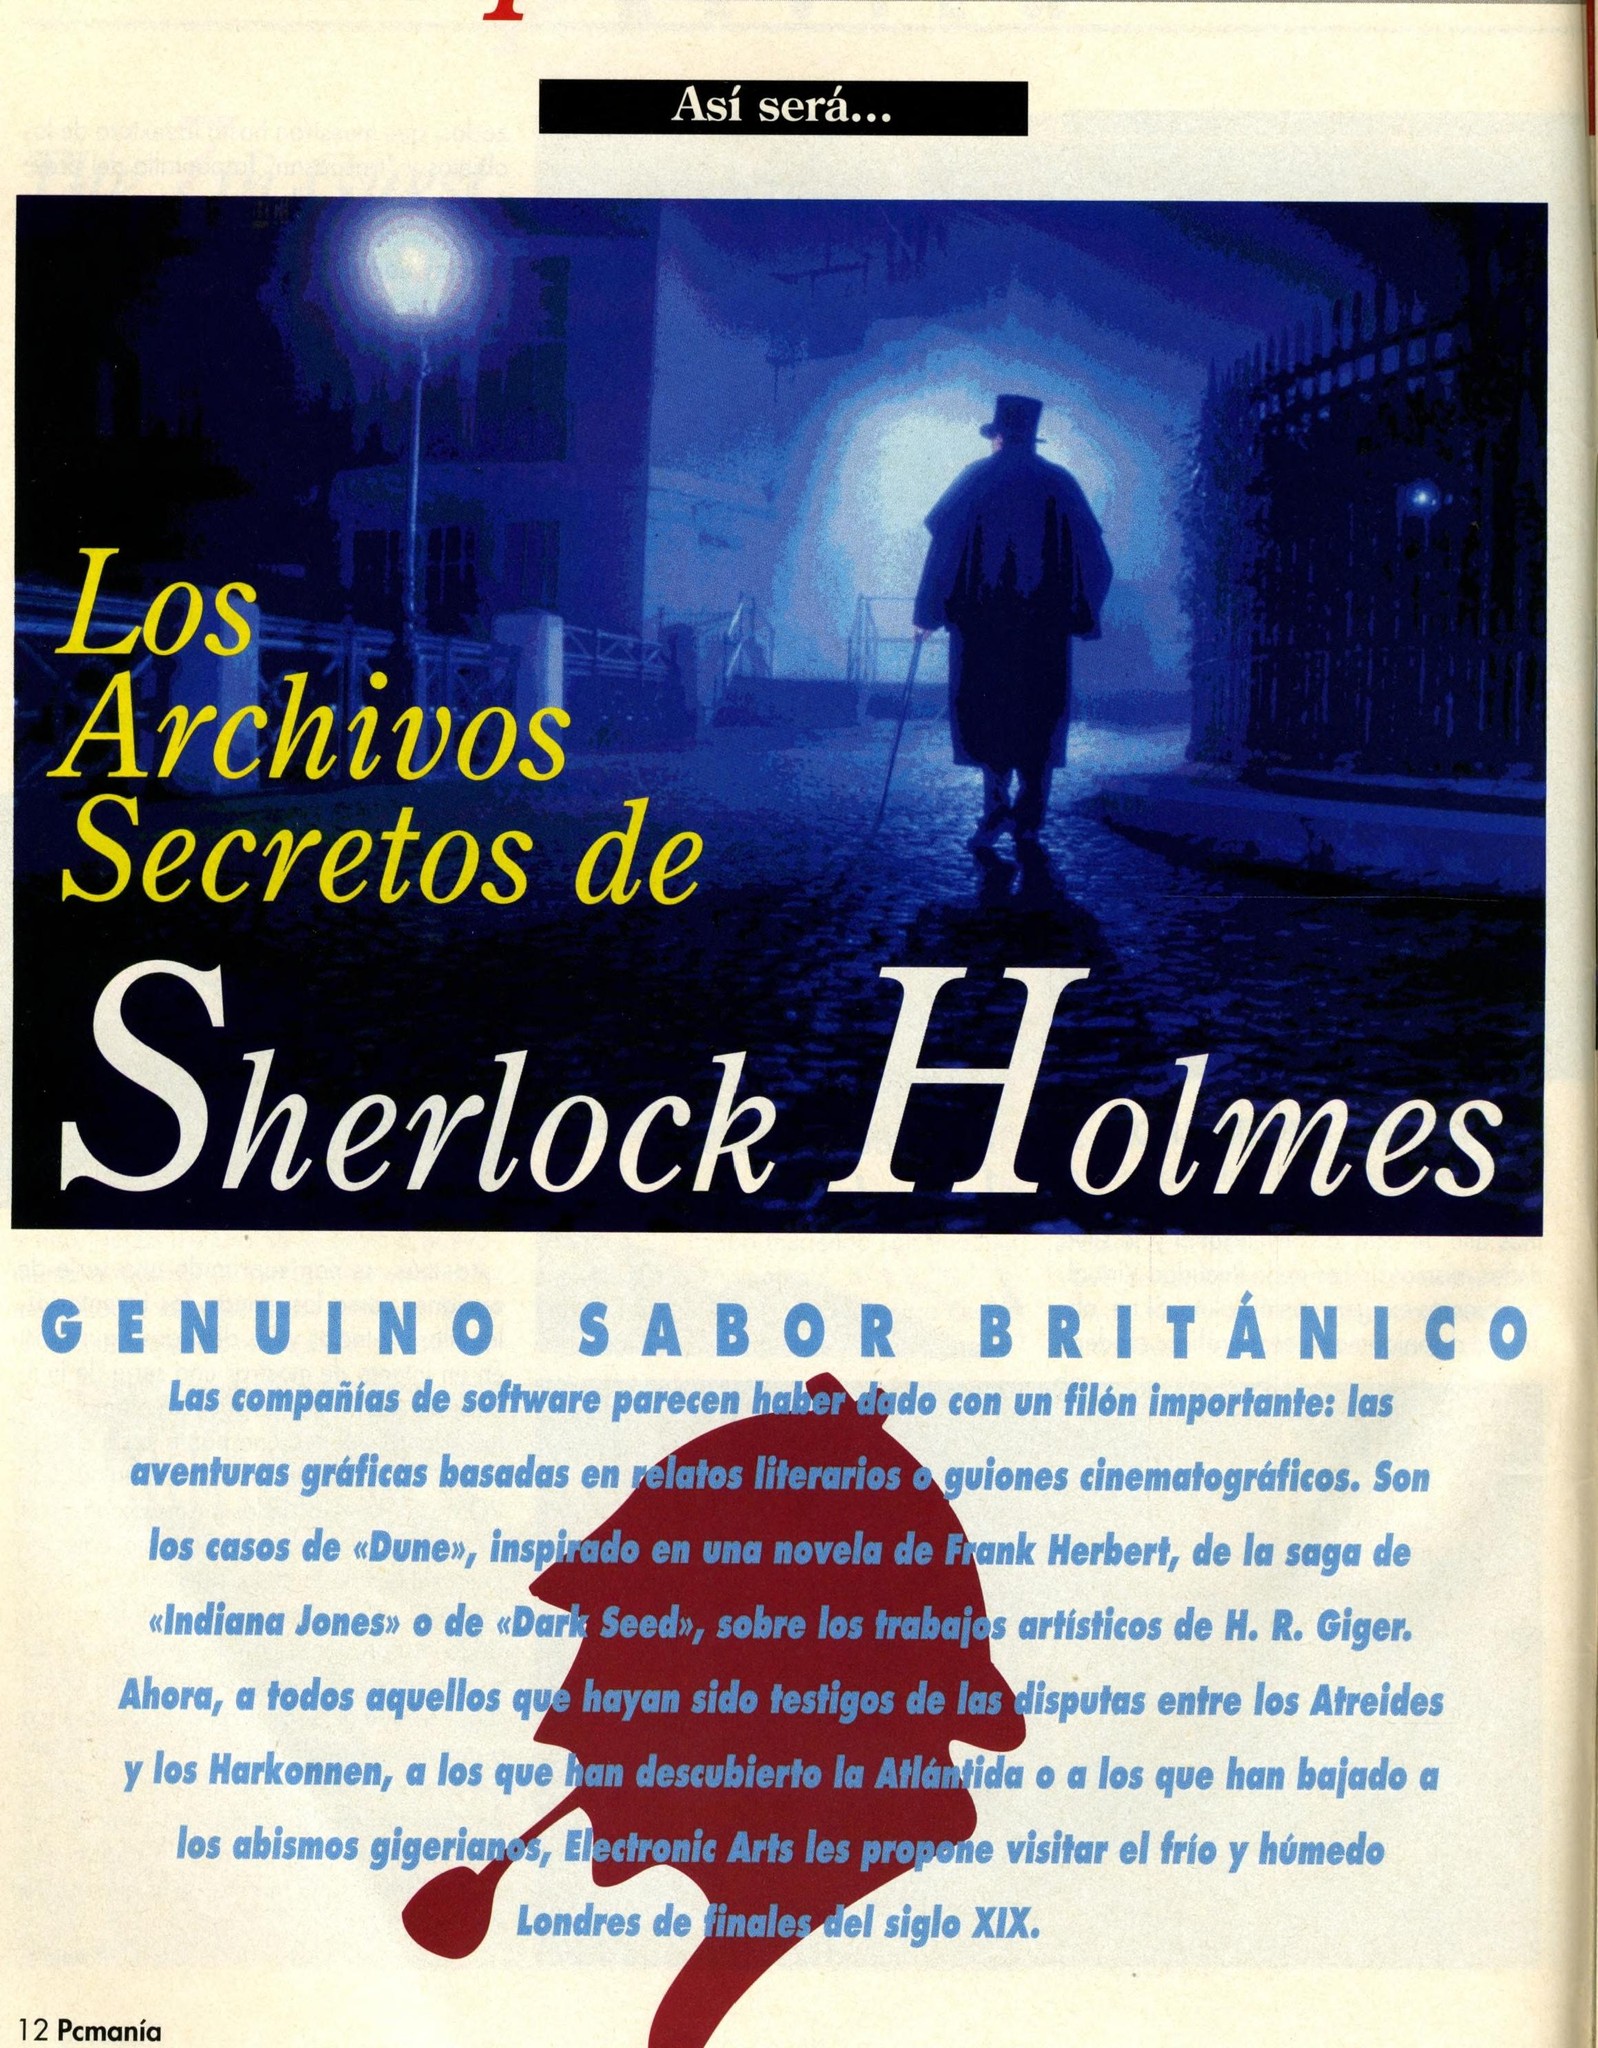 Así será...
Los
Archivos
Secretos de
Sherlock Holmes
GENUINO SABOR BRITÁNICO
Las compañías de software parecen haber dado con un filón importante: las
aventuras gráficas basadas en relatos literarios o guiones cinematográficos. Son
los casos de «Dune», inspirado en una novela de Frank Herbert, de la saga de
«Indiana Jones» o de «Dark Seed», sobre los trabajos artísticos de H. R. Giger.
Ahora, a todos aquellos que hayan sido testigos de las disputas entre los Atreides
y los Harkonnen, a los que han descubierto la Atlántida o a los que han bajado a
los abismos gigerianos, Electronic Arts les propone visitar el frío y húmedo
Londres de finales del siglo XIX.
12 Pcmanía